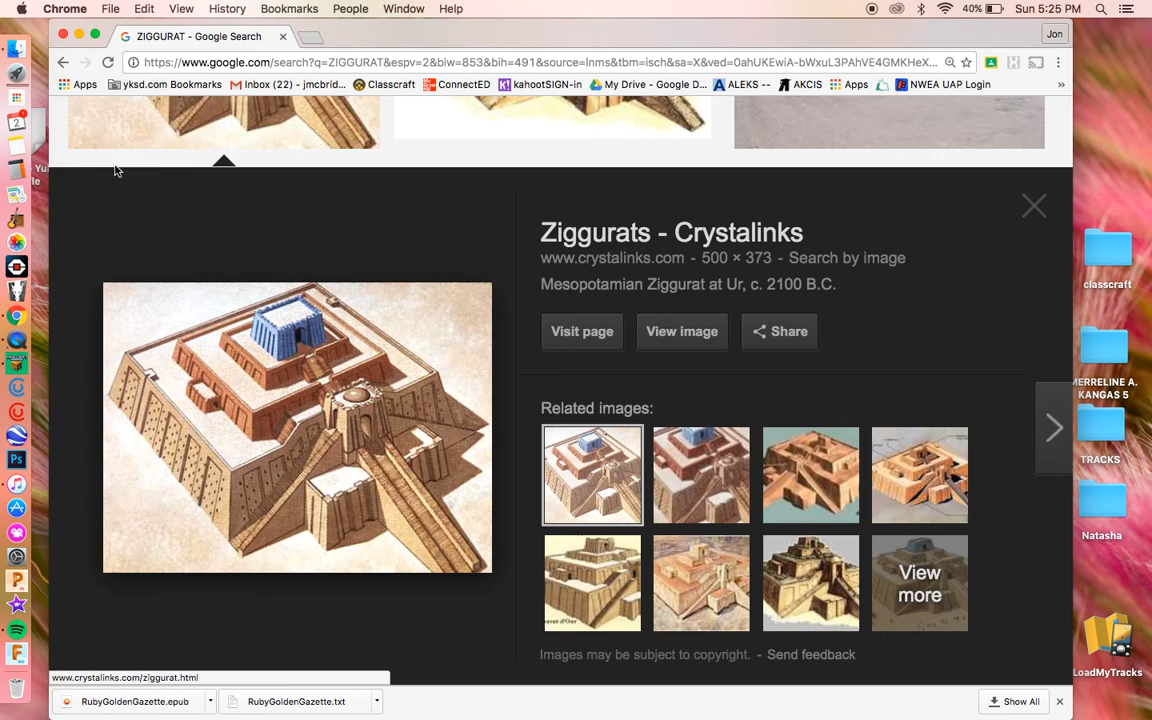 Chrome File Edit View History Bookmarks People Window Help 40% Sun 5:25 PM
ZIGGURAT - Google Search Jon
https://www.google.com/search?q=ZIGGURAT&espv=2&biw=853&bih=491&source=lnms&tbm=isch&sa=X&ved=0ahUKEwiA-bWxuL3PAhVE4GMKHeX...
Apps yksd.com Bookmarks Inbox (22) - jmcbrid... Classcraft ConnectED kahootSIGN-in My Drive - Google D... ALEKS -- AKCIS Apps NWEA UAP Login »
Ziggurats - Crystalinks
www.crystalinks.com - 500 × 373 - Search by image
Mesopotamian Ziggurat at Ur, c. 2100 B.C.
Visit page View image Share
Related images:
View
more
Images may be subject to copyright. - Send feedback
www.crystalinks.com/ziggurat.html
RubyGoldenGazette.epub RubyGoldenGazette.txt Show All
classcraft
MERRELINE A.
KANGAS 5
TRACKS
Natasha
LoadMyTracks